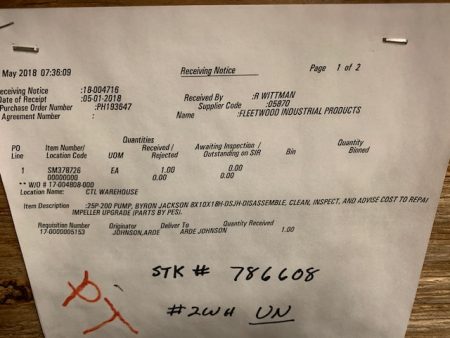 May 2018 07:36:09 Receiving Notice Page 1 of 2
eceiving Notice :18-004716
Date of Receipt :05-01-2018 Received By :R WITTMAN
Purchase Order Number :PH193647 Supplier Code :05870
Agreement Number : Name :FLEETWOOD INDUSTRIAL PRODUCTS
Quantities
PO Item Number/ Received / Awaiting Inspection / Quantity
Line Location Code UOM Rejected Outstanding on SIR Bin Binned
1 SM378726 EA 1.00 0.00
00000000 0.00 0.00
** W/O # 17-004808-000
Location Name: CTL WAREHOUSE
Item Description :25P-200 PUMP, BYRON JACKSON 8X10X18H-DSJH-DISASSEMBLE, CLEAN, INSPECT, AND ADVISE COST TO REPAI
IMPELLER UPGRADE (PARTS BY PES).
Requisition Number Originator Deliver To Quantity Received
17-0000005153 JOHNSON,ARDE ARDE JOHNSON 1.00
STK # 786608
#2WH UN
PT